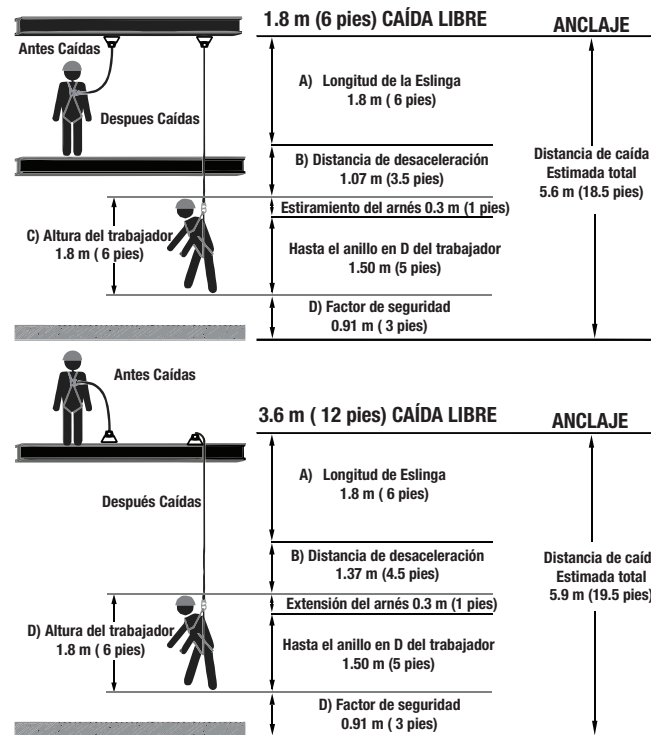 1.8 m (6 pies) CAÍDA LIBRE
ANCLAJE
Antes Caídas
A) Longitud de la Eslinga
1.8 m ( 6 pies)
Despues Caídas
B) Distancia de desaceleración
1.07 m (3.5 pies)
Distancia de caída
Estimada total
5.6 m (18.5 pies)
Estiramiento del arnés 0.3 m (1 pies)
C) Altura del trabajador
1.8 m ( 6 pies)
Hasta el anillo en D del trabajador
1.50 m (5 pies)
D) Factor de seguridad
0.91 m ( 3 pies)
Antes Caídas
3.6 m ( 12 pies) CAÍDA LIBRE
ANCLAJE
A) Longitud de Eslinga
1.8 m ( 6 pies)
Después Caídas
B) Distancia de desaceleración
1.37 m (4.5 pies)
Distancia de caíd
Estimada total
5.9 m (19.5 pies)
Extensión del arnés 0.3 m (1 pies)
D) Altura del trabajador
1.8 m ( 6 pies)
Hasta el anillo en D del trabajador
1.50 m (5 pies)
D) Factor de seguridad
0.91 m ( 3 pies)